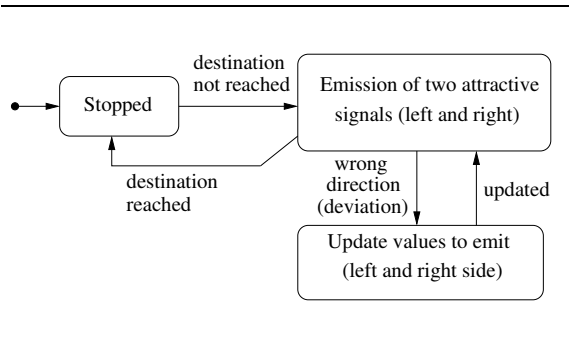 destination
not reached
Stopped
Emission of two attractive
signals (left and right)
destination
reached
wrong
direction
(deviation)
updated
Update values to emit
(left and right side)